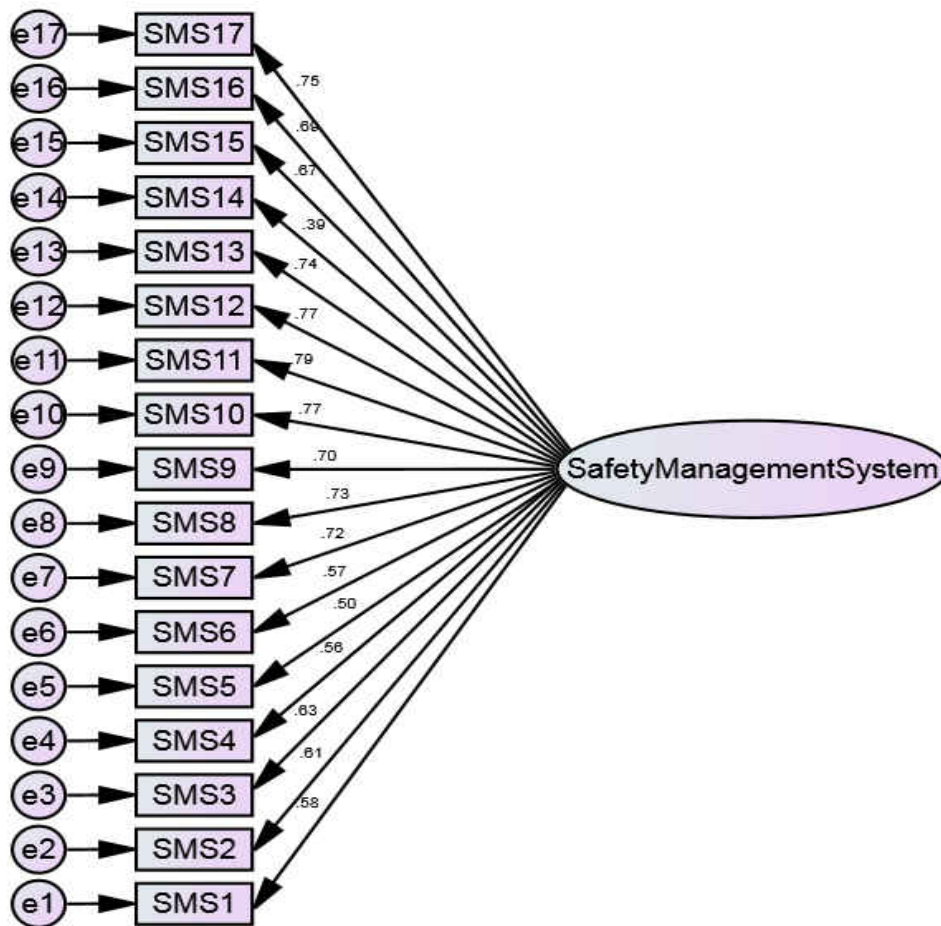 e17 SMS17
.75
e16 SMS16
.69
e15 SMS15
.67
e14 SMS14
.39
e13 SMS13
.74
e12 SMS12
.77
e11 SMS11
.79
e10 SMS10
.77
e9 SMS9
.70
SafetyManagementSystem
e8 SMS8
.73
e7 SMS7
.72
e6 SMS6
.57
.50
e5 SMS5
.56
e4 SMS4
.63
e3 SMS3
.61
e2 SMS2
.58
e1 SMS1